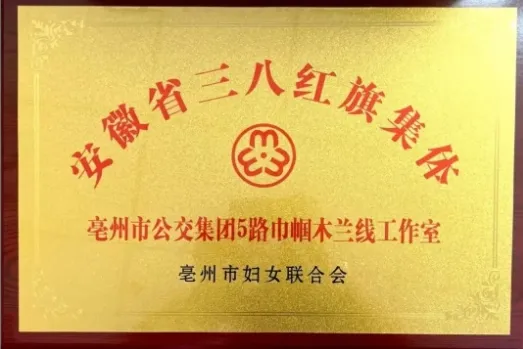 安徽省三八红旗集体
亳州市公交集团5路巾帼木兰线工作室
亳州市妇女联合会